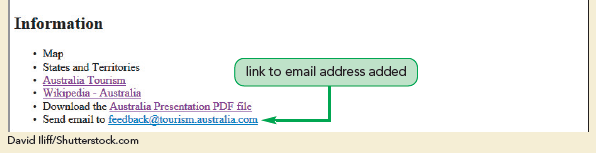 Information
• Map
• States and Territories
• Australia Tourism
• Wikipedia - Australia
• Download the Australia Presentation PDF file
• Send email to feedback@tourism.australia.com
link to email address added
David Iliff/Shutterstock.com